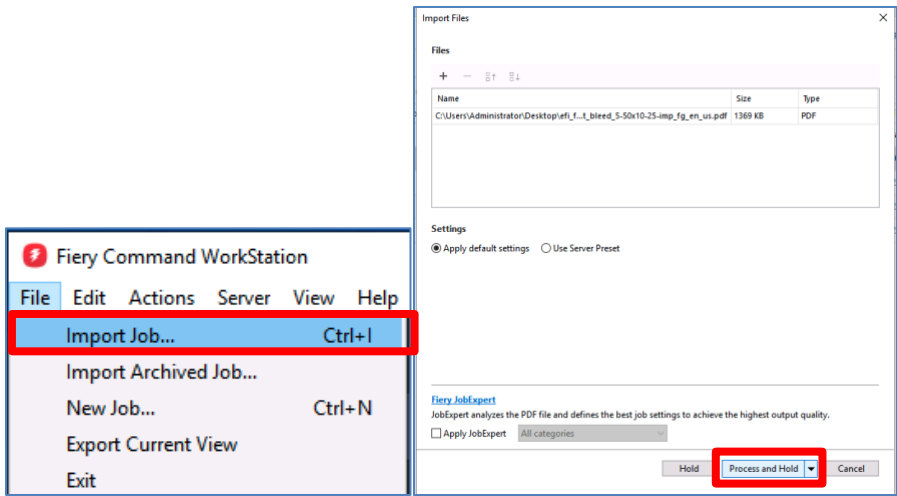 Fiery Command WorkStation
File Edit Actions Server View Help
Import Job... Ctrl+I
Import Archived Job...
New Job... Ctrl+N
Export Current View
Exit
Import Files
Files
Name Size Type
C:\Users\Administrator\Desktop\efi_f...t_bleed_5-50x10-25-imp_fg_en_us.pdf 1369 KB PDF
Settings
Apply default settings Use Server Preset
Fiery JobExpert
JobExpert analyzes the PDF file and defines the best job settings to achieve the highest output quality.
Apply JobExpert All categories
Hold Process and Hold Cancel